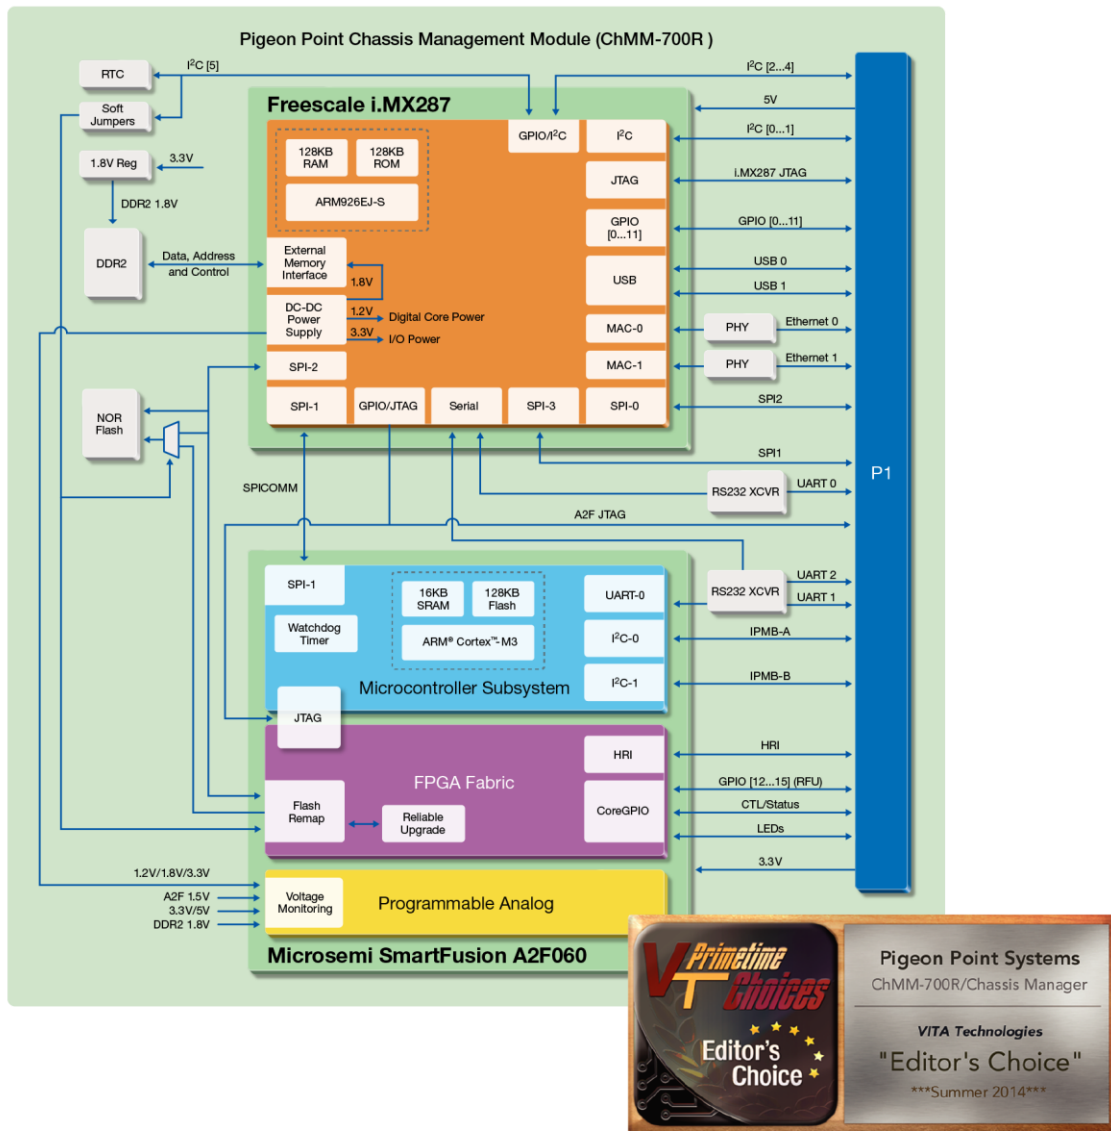 Pigeon Point Chassis Management Module (ChMM-700R )
I²C [5]
I²C [2...4]
RTC
Soft
Jumpers
1.8V Reg
3.3V
DDR2 1.8V
DDR2
Data, Address
and Control
NOR
Flash
Freescale i.MX287
128KB
RAM
128KB
ROM
ARM926EJ-S
GPIO/I²C
I²C
JTAG
GPIO
[0...11]
USB
MAC-0
MAC-1
External
Memory
Interface
1.8V
DC-DC
Power
Supply
1.2V
Digital Core Power
3.3V
I/O Power
SPI-2
SPI-1
GPIO/JTAG
Serial
SPI-3
SPI-0
5V
I²C [0...1]
i.MX287 JTAG
GPIO [0...11]
USB 0
USB 1
PHY
Ethernet 0
PHY
Ethernet 1
SPI2
SPI1
P1
SPICOMM
RS232 XCVR
UART 0
A2F JTAG
SPI-1
Watchdog
Timer
16KB
SRAM
128KB
Flash
ARM® Cortex™-M3
UART-0
I²C-0
I²C-1
Microcontroller Subsystem
RS232 XCVR
UART 2
UART 1
IPMB-A
IPMB-B
JTAG
FPGA Fabric
HRI
CoreGPIO
Flash
Remap
Reliable
Upgrade
HRI
GPIO [12...15] (RFU)
CTL/Status
LEDs
3.3V
1.2V/1.8V/3.3V
A2F 1.5V
3.3V/5V
DDR2 1.8V
Voltage
Monitoring
Programmable Analog
Microsemi SmartFusion A2F060
VT Primetime
Choices
Editor's
Choice
Pigeon Point Systems
ChMM-700R/Chassis Manager
VITA Technologies
"Editor's Choice"
***Summer 2014***